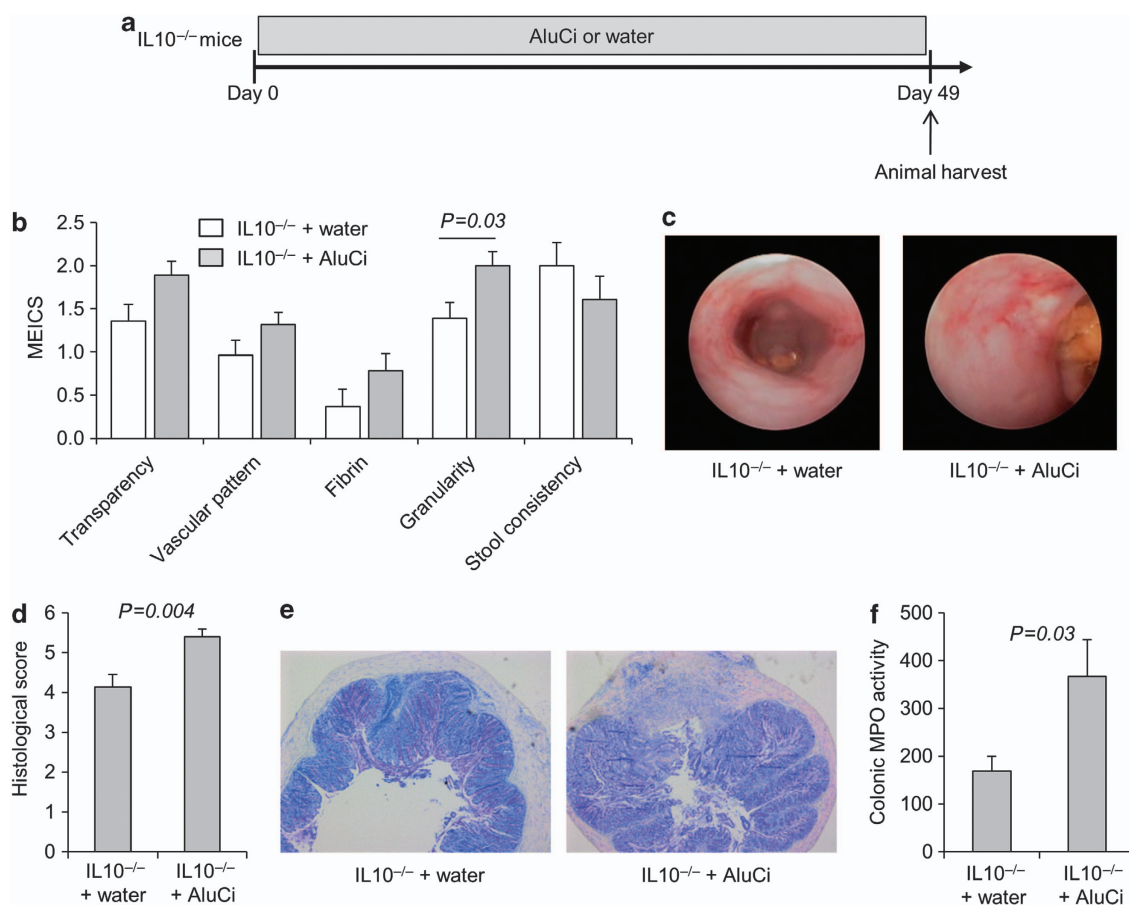 a
IL10−/− mice
AluCi or water
Day 0
Day 49
Animal harvest
b
MEICS
2.5
2.0
1.5
1.0
0.5
0.0
IL10−/− + water
IL10−/− + AluCi
P=0.03
Transparency
Vascular pattern
Fibrin
Granularity
Stool consistency
c
IL10−/− + water
IL10−/− + AluCi
d
Histological score
6
5
4
3
2
1
0
P=0.004
IL10−/−
+ water
IL10−/−
+ AluCi
e
IL10−/− + water
IL10−/− + AluCi
f
Colonic MPO activity
500
400
300
200
100
0
P=0.03
IL10−/−
+ water
IL10−/−
+ AluCi